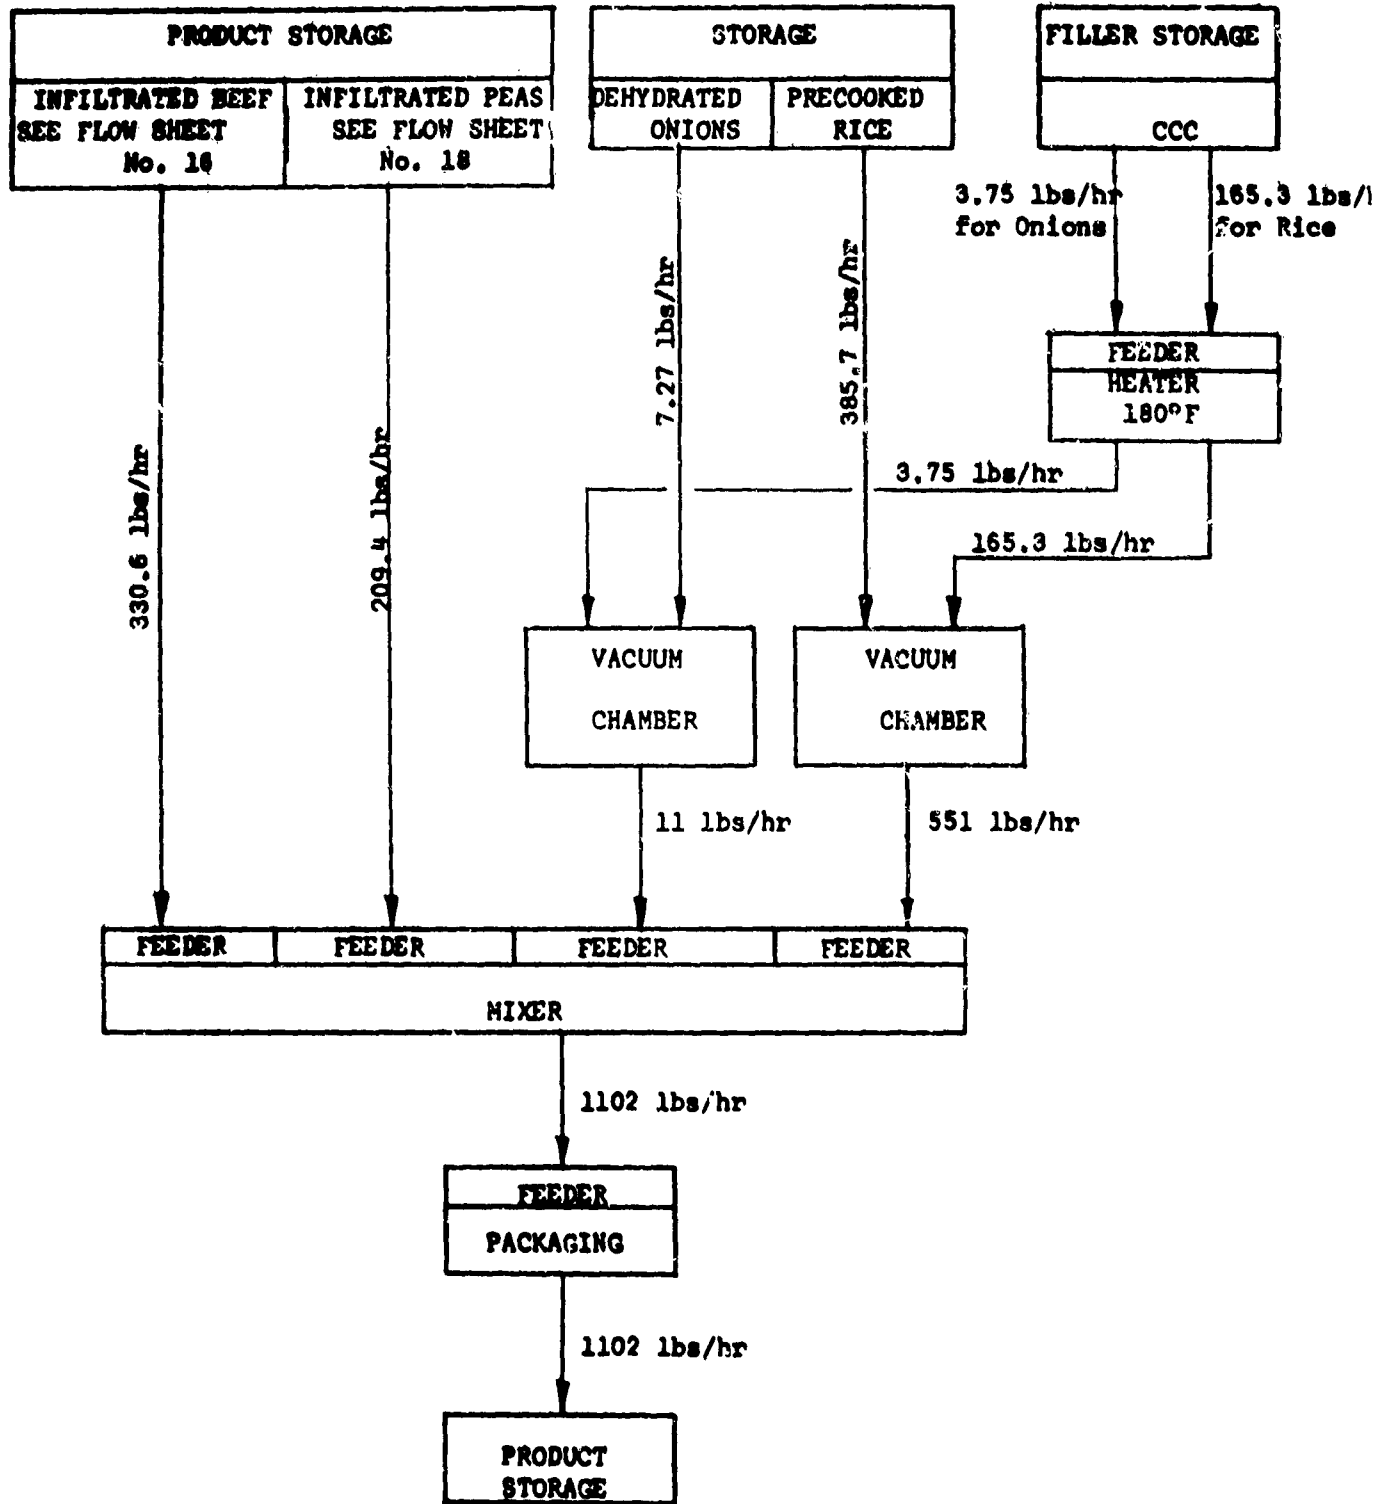 PRODUCT STORAGE
INFILTRATED BEEF
SEE FLOW SHEET
No. 16
INFILTRATED PEAS
SEE FLOW SHEET
No. 18
STORAGE
DEHYDRATED
ONIONS
PRECOOKED
RICE
FILLER STORAGE
CCC
3.75 lbs/hr
for Onions
165.3 lbs/
for Rice
FEEDER
HEATER
180°F
330.6 lbs/hr
209.4 lbs/hr
7.27 lbs/hr
385.7 lbs/hr
3.75 lbs/hr
165.3 lbs/hr
VACUUM
CHAMBER
VACUUM
CHAMBER
11 lbs/hr
551 lbs/hr
FEEDER
FEEDER
FEEDER
FEEDER
MIXER
1102 lbs/hr
FEEDER
PACKAGING
1102 lbs/hr
PRODUCT
STORAGE